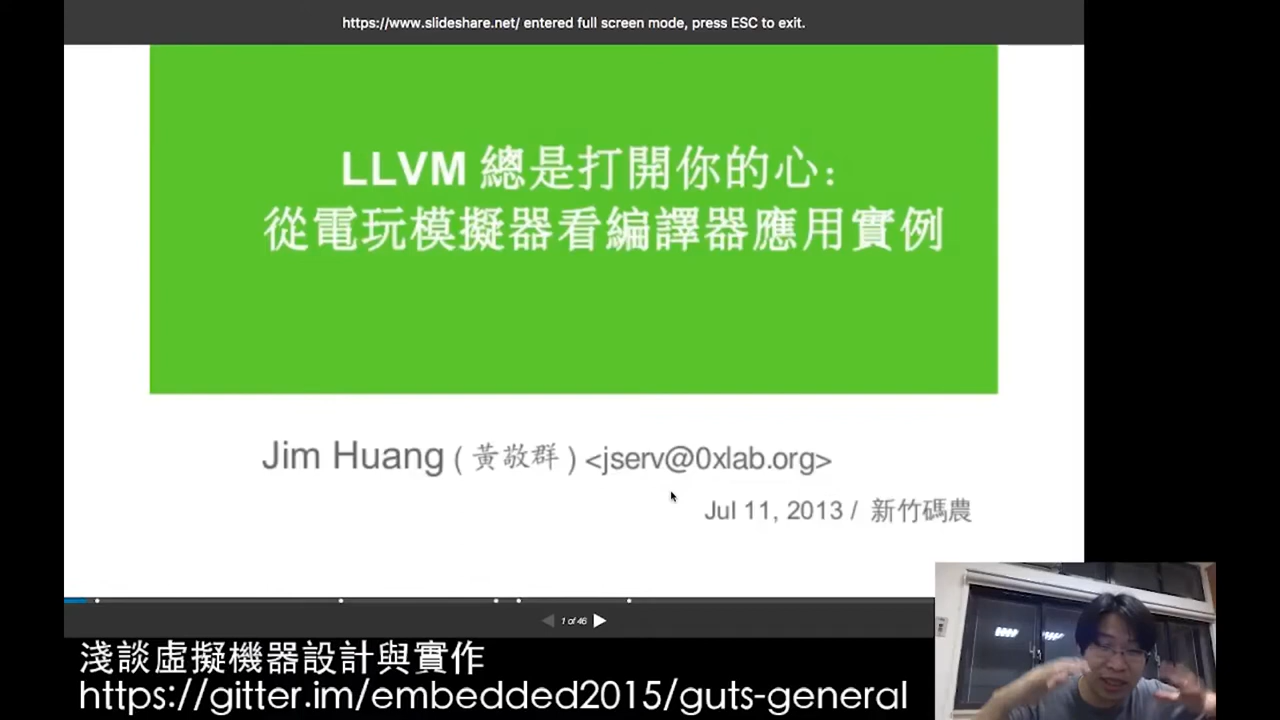 https://www.slideshare.net/ entered full screen mode, press ESC to exit.
LLVM 總是打開你的心：
從電玩模擬器看編譯器應用實例
Jim Huang ( 黃敬群 ) <jserv@0xlab.org>
Jul 11, 2013 / 新竹碼農
1 of 46
淺談虛擬機器設計與實作
https://gitter.im/embedded2015/guts-general